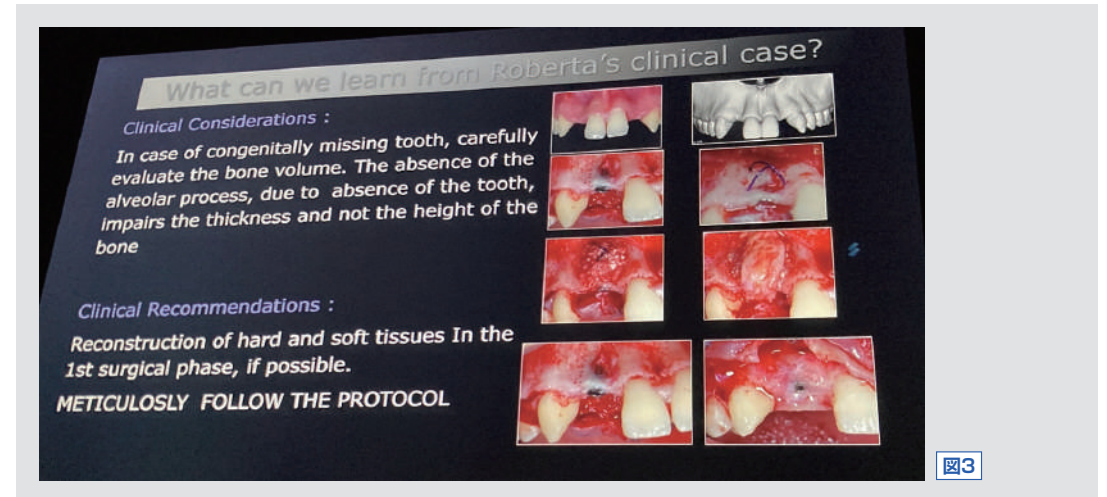 What can we learn from Roberta's clinical case?
Clinical Considerations :
In case of congenitally missing tooth, carefully
evaluate the bone volume. The absence of the
alveolar process, due to absence of the tooth,
impairs the thickness and not the height of the
bone
Clinical Recommendations :
Reconstruction of hard and soft tissues In the
1st surgical phase, if possible.
METICULOSLY FOLLOW THE PROTOCOL
図3